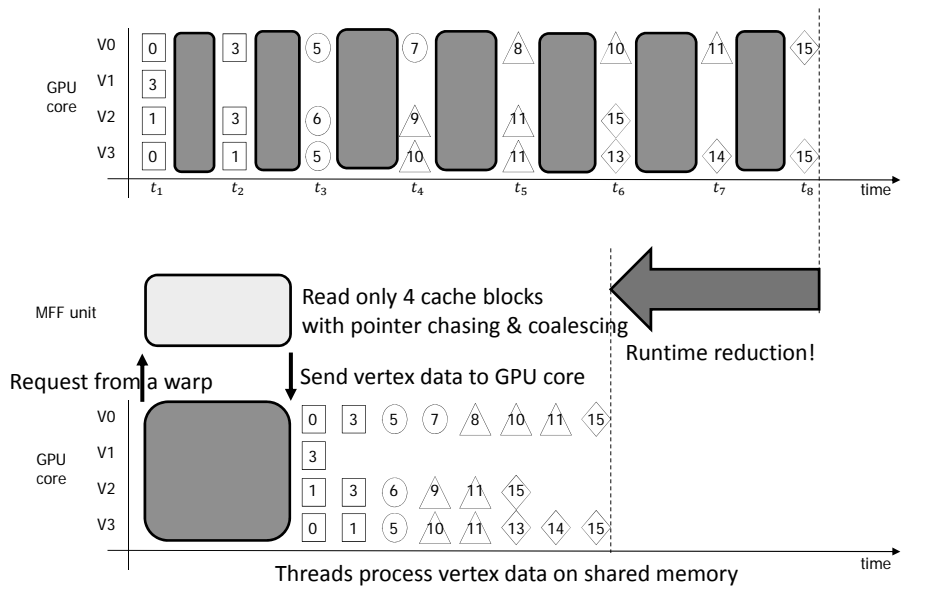 V0 0 3 5 7 8 10 11 15
GPU
core
V1 3
V2 1 3 6 9 11 15
V3 0 1 5 10 11 13 14 15
t₁ t₂ t₃ t₄ t₅ t₆ t₇ t₈ time
MFF unit
Read only 4 cache blocks
with pointer chasing & coalescing
Runtime reduction!
Request from a warp
Send vertex data to GPU core
V0 0 3 5 7 8 10 11 15
GPU
core
V1 3
V2 1 3 6 9 11 15
V3 0 1 5 10 11 13 14 15
time
Threads process vertex data on shared memory